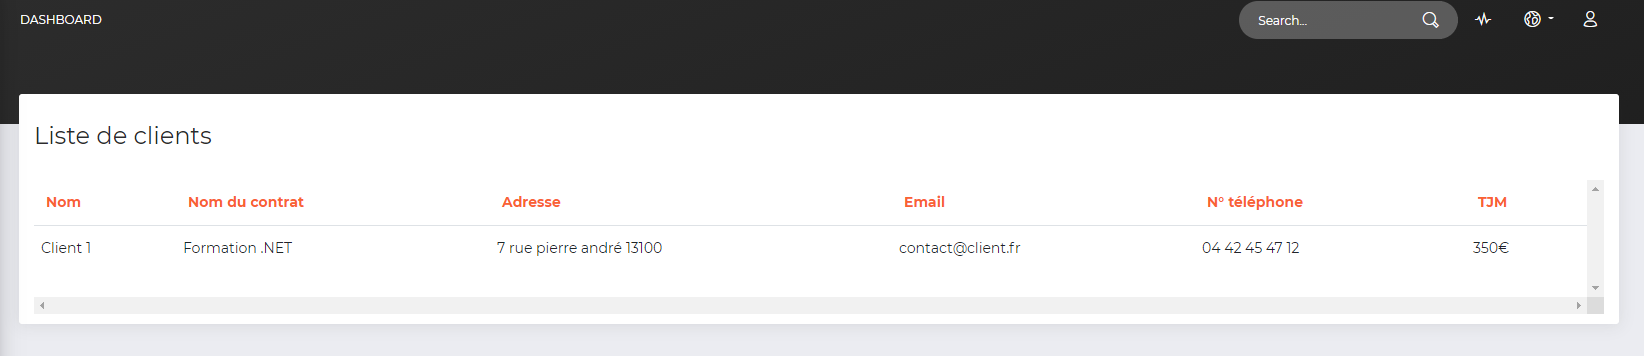 DASHBOARD Search...
Liste de clients
Nom Nom du contrat Adresse Email N° téléphone TJM
Client 1 Formation .NET 7 rue pierre andré 13100 contact@client.fr 04 42 45 47 12 350€